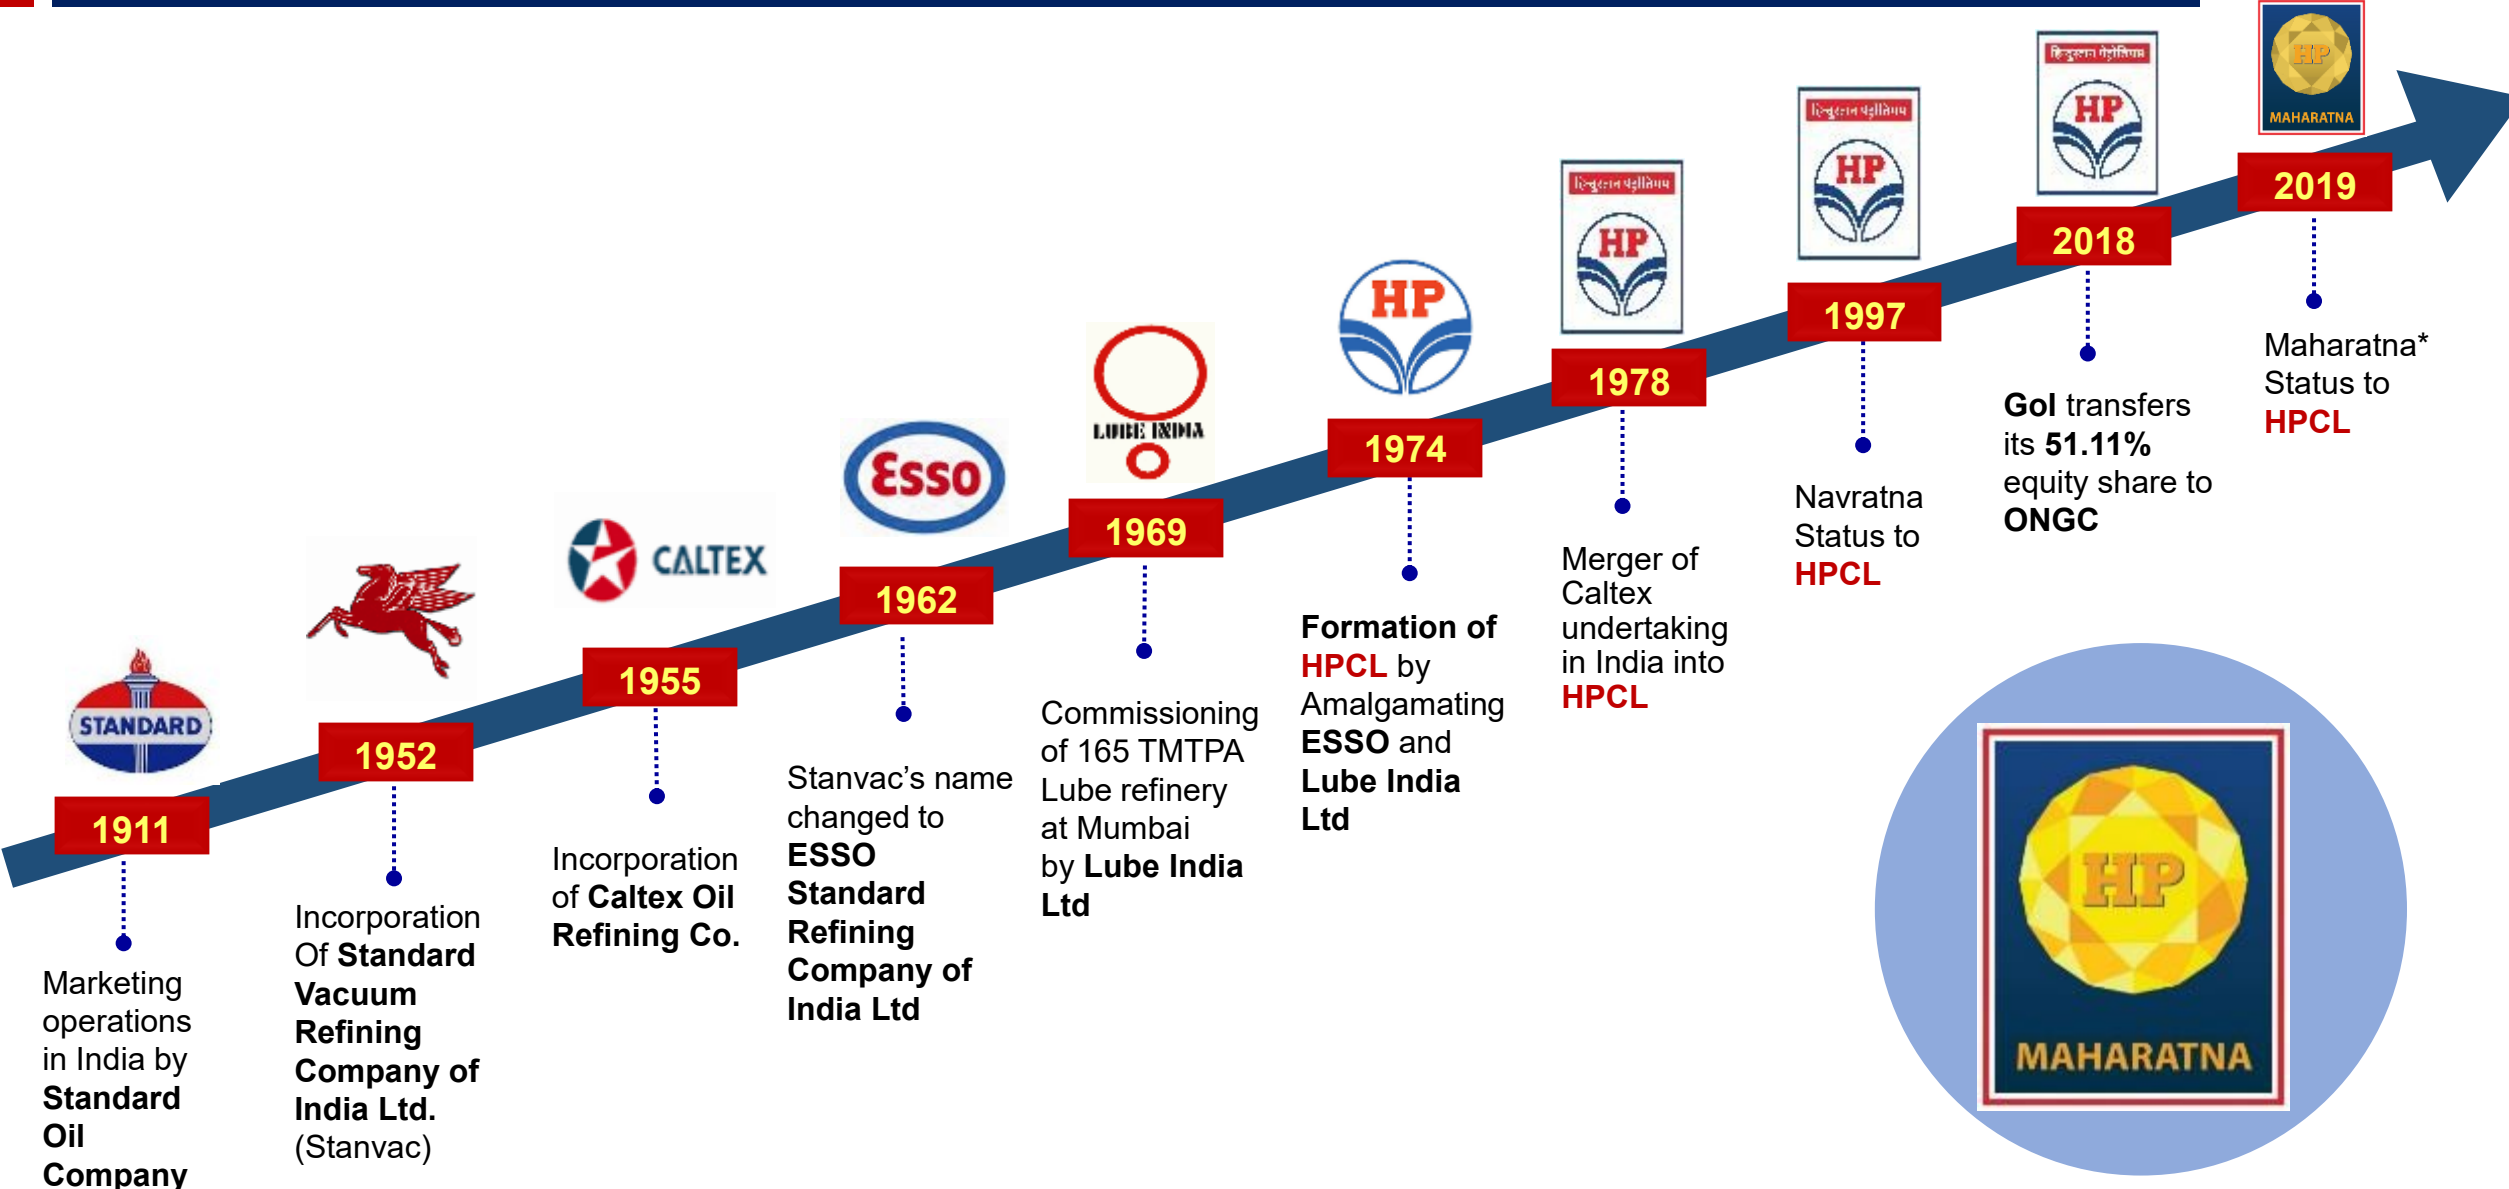 STANDARD
1911
Marketing
operations
in India by
Standard
Oil
Company
1952
Incorporation
Of Standard
Vacuum
Refining
Company of
India Ltd.
(Stanvac)
CALTEX
1955
Incorporation
of Caltex Oil
Refining Co.
Esso
1962
Stanvac’s name
changed to
ESSO
Standard
Refining
Company of
India Ltd
LUBE INDIA
1969
Commissioning
of 165 TMTPA
Lube refinery
at Mumbai
by Lube India
Ltd
HP
1974
Formation of
HPCL by
Amalgamating
ESSO and
Lube India
Ltd
हिन्दुस्तान पेट्रोलियम
HP
1978
Merger of
Caltex
undertaking
in India into
HPCL
हिन्दुस्तान पेट्रोलियम
HP
1997
Navratna
Status to
HPCL
हिन्दुस्तान पेट्रोलियम
HP
2018
GoI transfers
its 51.11%
equity share to
ONGC
HP
MAHARATNA
2019
Maharatna*
Status to
HPCL
HP
MAHARATNA